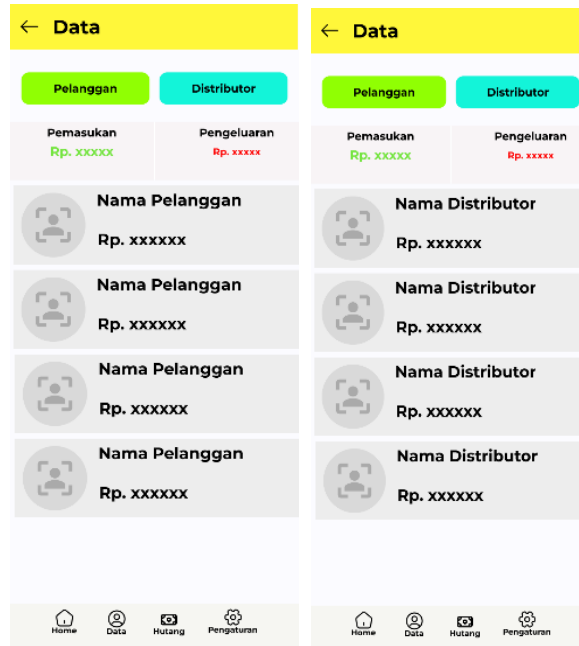 Data
Pelanggan Distributor
Pemasukan Pengeluaran
Rp. xxxxx Rp. xxxxx
Nama Pelanggan
Rp. xxxxxx
Nama Pelanggan
Rp. xxxxxx
Nama Pelanggan
Rp. xxxxxx
Nama Pelanggan
Rp. xxxxxx
Home Data Hutang Pengaturan
Data
Pelanggan Distributor
Pemasukan Pengeluaran
Rp. xxxxx Rp. xxxxx
Nama Distributor
Rp. xxxxxx
Nama Distributor
Rp. xxxxxx
Nama Distributor
Rp. xxxxxx
Nama Distributor
Rp. xxxxxx
Home Data Hutang Pengaturan